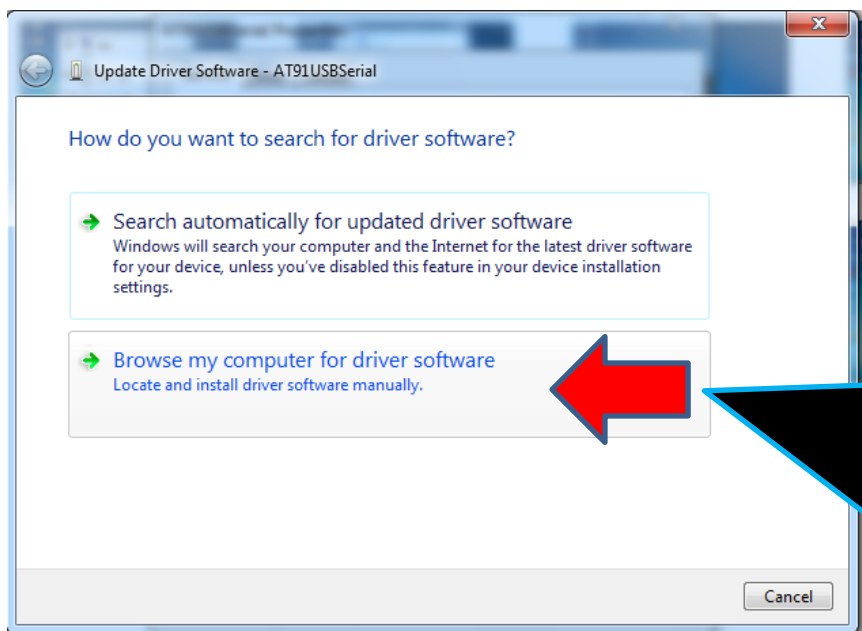 Update Driver Software - AT91USBSerial
How do you want to search for driver software?
Search automatically for updated driver software
Windows will search your computer and the Internet for the latest driver software
for your device, unless you've disabled this feature in your device installation
settings.
Browse my computer for driver software
Locate and install driver software manually.
Cancel